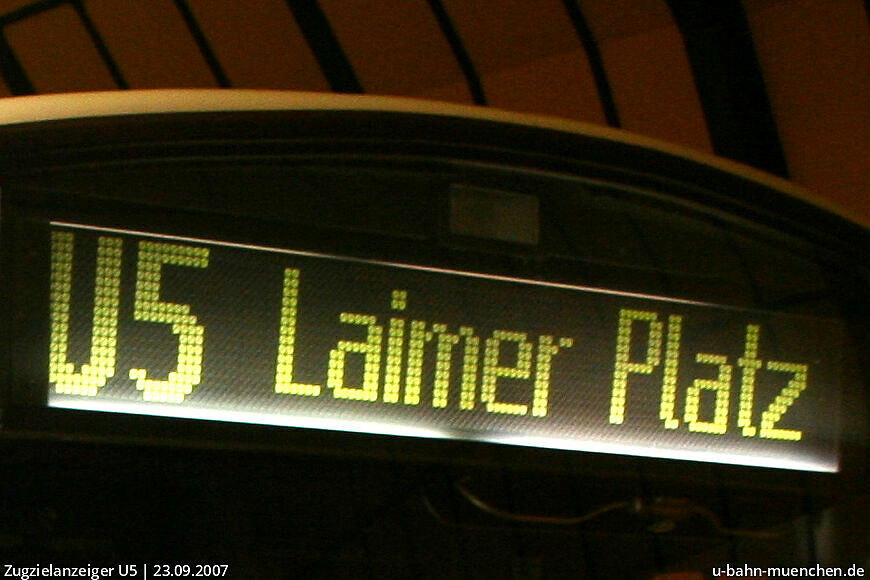 U5 Laimer Platz
Zugzielanzeiger U5 | 23.09.2007
u-bahn-muenchen.de